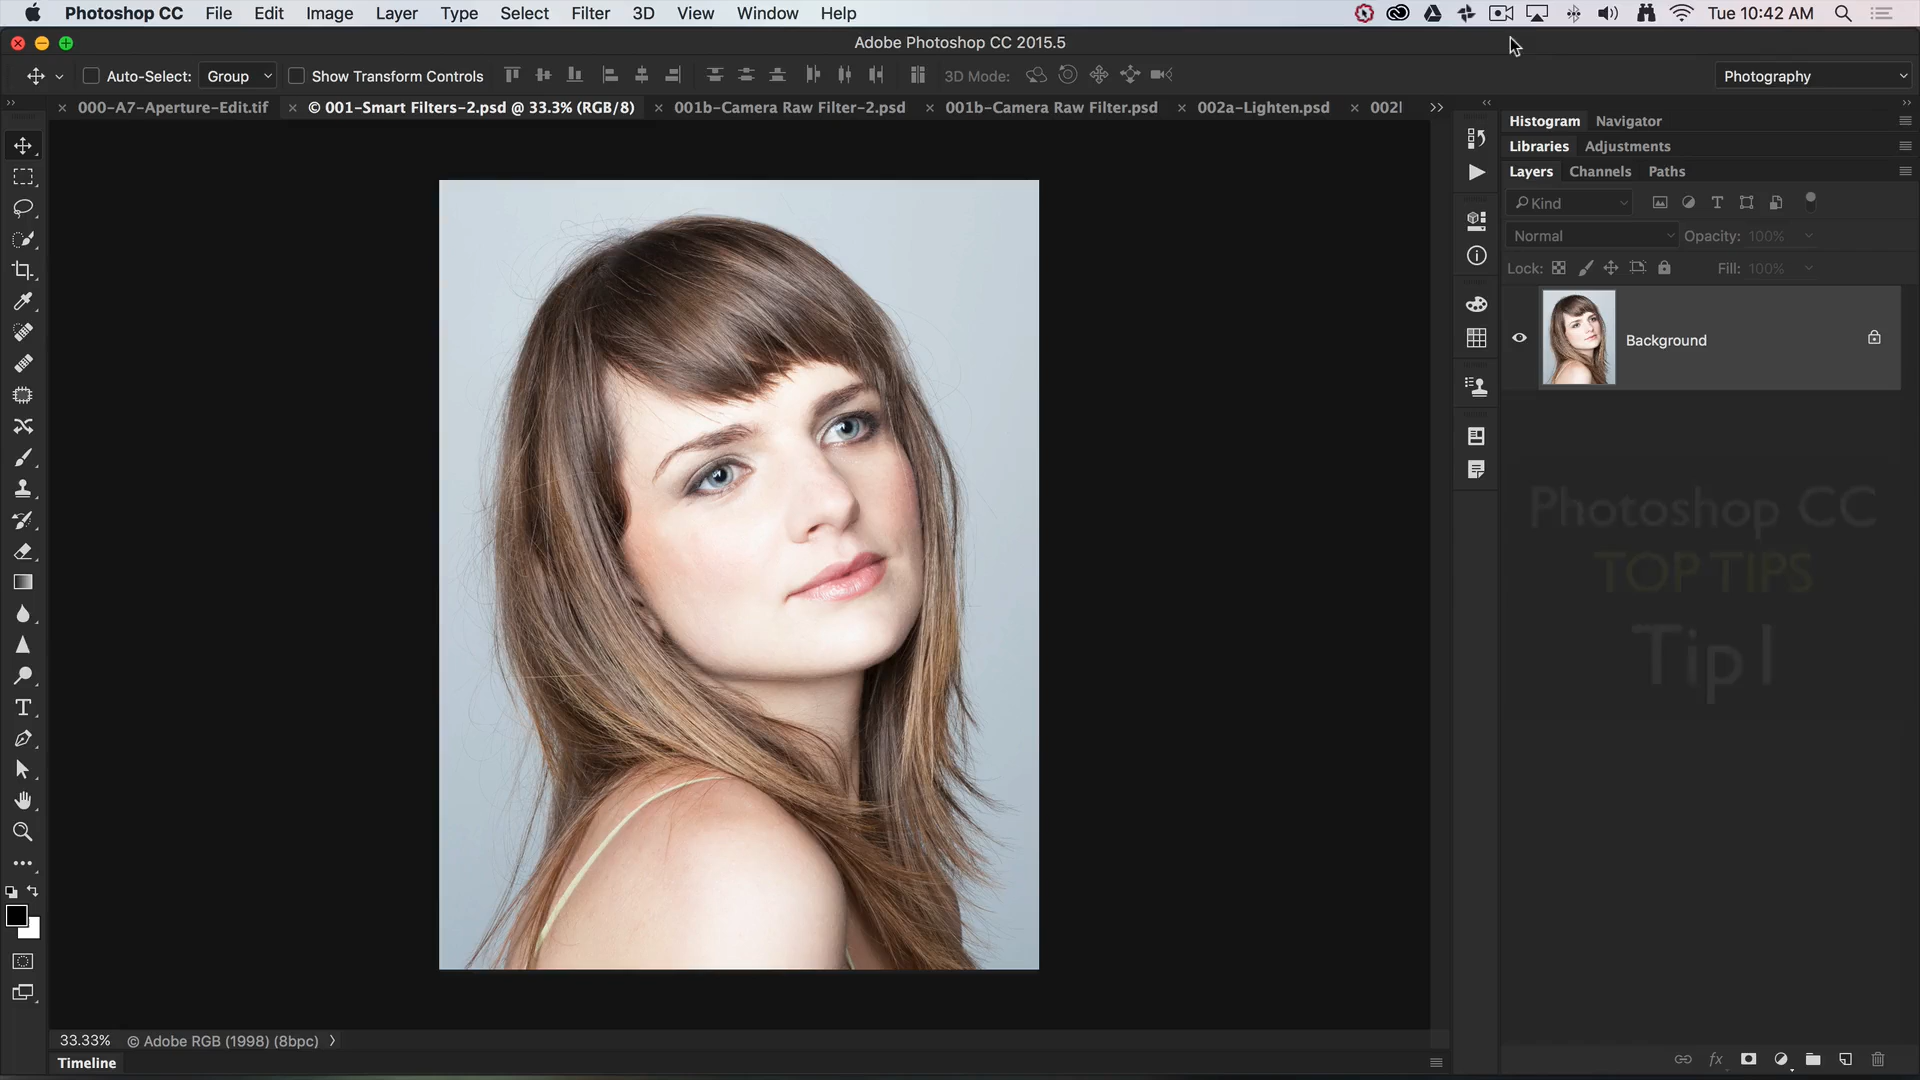 Photoshop CC File Edit Image Layer Type Select Filter 3D View Window Help Tue 10:42 AM
Adobe Photoshop CC 2015.5
Auto-Select: Group Show Transform Controls 3D Mode: Photography
000-A7-Aperture-Edit.tif © 001-Smart Filters-2.psd @ 33.3% (RGB/8) 001b-Camera Raw Filter-2.psd 001b-Camera Raw Filter.psd 002a-Lighten.psd 002
Histogram Navigator
Libraries Adjustments
Layers Channels Paths
Kind
Normal Opacity: 100%
Lock: Fill: 100%
Background
Photoshop CC
TOP TIPS
Tip 1
33.33% © Adobe RGB (1998) (8bpc)
Timeline
fx